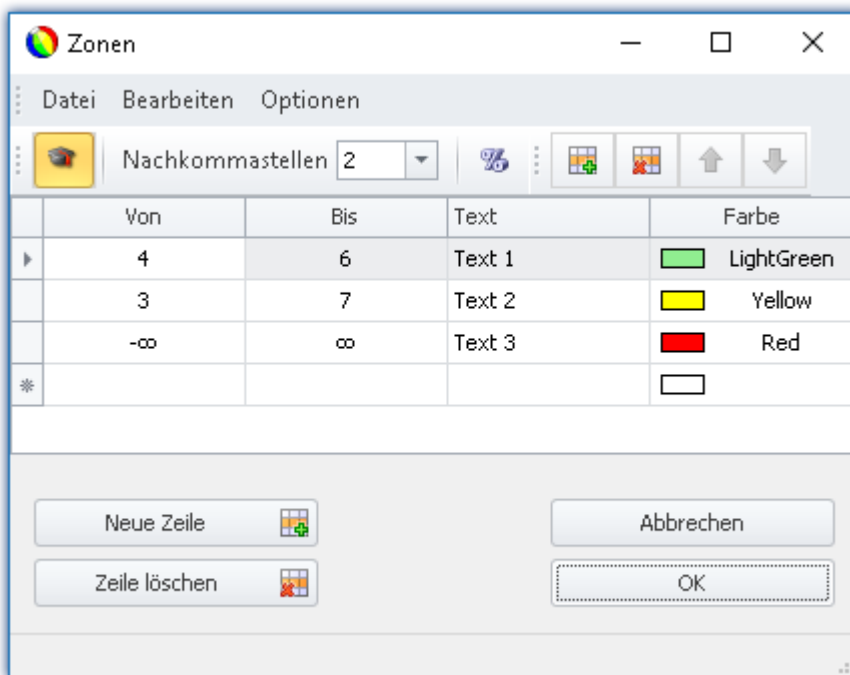 Zonen
Datei Bearbeiten Optionen
Nachkommastellen 2 %
Von Bis Text Farbe
4 6 Text 1 LightGreen
3 7 Text 2 Yellow
-∞ ∞ Text 3 Red
Neue Zeile Abbrechen
Zeile löschen OK